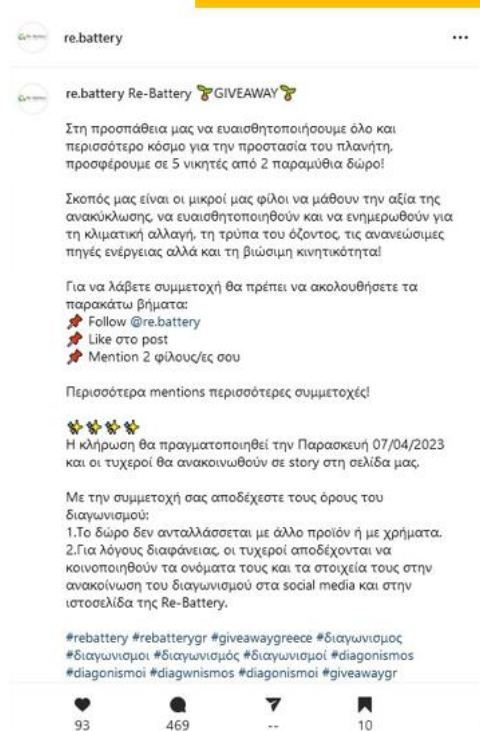 re.battery
re.battery Re-Battery GIVEAWAY
Στη προσπάθεια μας να ευαισθητοποιήσουμε όλο και
περισσότερο κόσμο για την προστασία του πλανήτη,
προσφέρουμε σε 5 νικητές από 2 παραμύθια δώρο!
Σκοπός μας είναι οι μικροί μας φίλοι να μάθουν την αξία της
ανακύκλωσης, να ευαισθητοποιηθούν και να ενημερωθούν για
τη κλιματική αλλαγή, τη τρύπα του όζοντος, τις ανανεώσιμες
πηγές ενέργειας αλλά και τη βιώσιμη κινητικότητα!
Για να λάβετε συμμετοχή θα πρέπει να ακολουθήσετε τα
παρακάτω βήματα:
📌 Follow @re.battery
📌 Like στο post
📌 Mention 2 φίλους/ες σου
Περισσότερα mentions περισσότερες συμμετοχές!
Η κλήρωση θα πραγματοποιηθεί την Παρασκευή 07/04/2023
και οι τυχεροί θα ανακοινωθούν σε story στη σελίδα μας.
Με την συμμετοχή σας αποδέχεστε τους όρους του
διαγωνισμού:
1.Το δώρο δεν ανταλλάσσεται με άλλο προϊόν ή με χρήματα.
2.Για λόγους διαφάνειας, οι τυχεροί αποδέχονται να
κοινοποιηθούν τα ονόματα τους και τα στοιχεία τους στην
ανακοίνωση του διαγωνισμού στα social media και στην
ιστοσελίδα της Re-Battery.
#rebattery #rebatterygr #giveawaygreece #διαγωνισμος
#διαγωνισμοι #διαγωνισμός #διαγωνισμοί #diagonismos
#diagonismoi #diagwnismos #diagonismoi #giveawaygr
93 469 -- 10